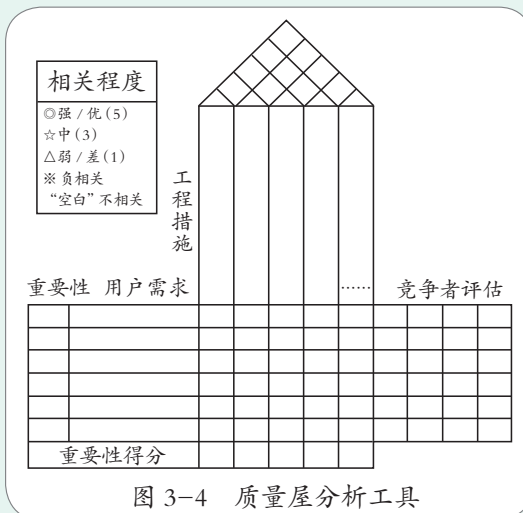 相关程度
◎强/优(5)
☆中(3)
△弱/差(1)
※负相关
“空白”不相关
工程措施
重要性 用户需求 …… 竞争者评估
重要性得分
图 3-4 质量屋分析工具